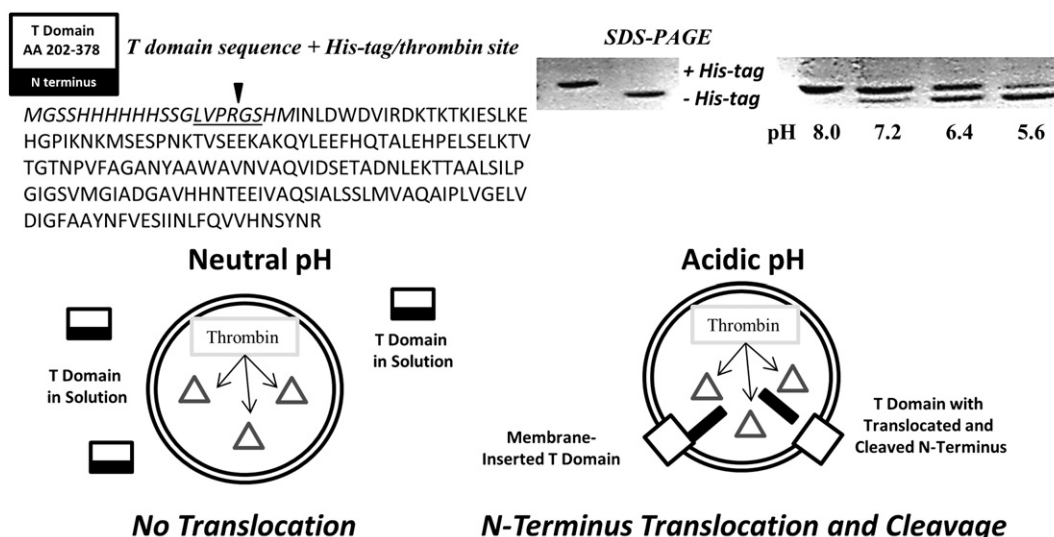 T Domain
AA 202-378
N terminus
T domain sequence + His-tag/thrombin site
MGSSHHHHHHSSGLVPRGSHMINLDWDVIRDKTKTKIESLKE
HGPIKNKMSESPNKTVSEEKAKQYLEEFHQTALEHPELSELKTV
TGTNPVFAGANYAAWAVNVAQVIDSETADNLEKTTAALSILP
GIGSVMGIADGAVHHNTEEIVAQSIALSSLMVAQAIPLVGELV
DIGFAAYNFVESIINLFQVVHNSYNR
SDS-PAGE
+ His-tag
- His-tag
pH 8.0 7.2 6.4 5.6
Neutral pH
Thrombin
T Domain
in Solution
T Domain
in Solution
No Translocation
Acidic pH
Thrombin
Membrane-
Inserted T Domain
T Domain with
Translocated and
Cleaved N-Terminus
N-Terminus Translocation and Cleavage